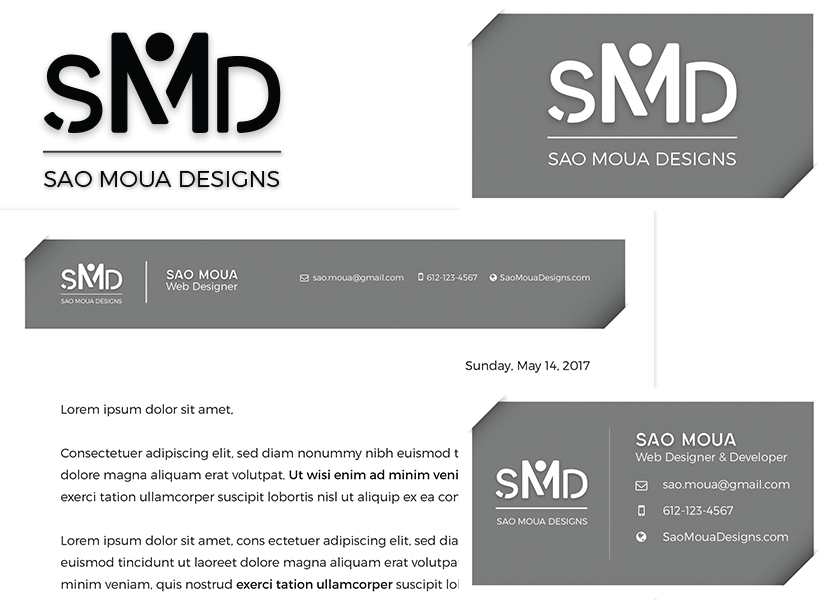 SMD
SAO MOUA DESIGNS
SMD
SAO MOUA DESIGNS
SMD
SAO MOUA DESIGNS
SAO MOUA
Web Designer
sao.moua@gmail.com 612-123-4567 SaoMouaDesigns.com
Sunday, May 14, 2017
Lorem ipsum dolor sit amet,
Consectetuer adipiscing elit, sed diam nonummy nibh euismod t
dolore magna aliquam erat volutpat. Ut wisi enim ad minim veni
exerci tation ullamcorper suscipit lobortis nisl ut aliquip ex ea con
Lorem ipsum dolor sit amet, cons ectetuer adipiscing elit, sed dia
euismod tincidunt ut laoreet dolore magna aliquam erat volutpa
minim veniam, quis nostrud exerci tation ullamcorper suscipit lo
SMD
SAO MOUA DESIGNS
SAO MOUA
Web Designer & Developer
sao.moua@gmail.com
612-123-4567
SaoMouaDesigns.com